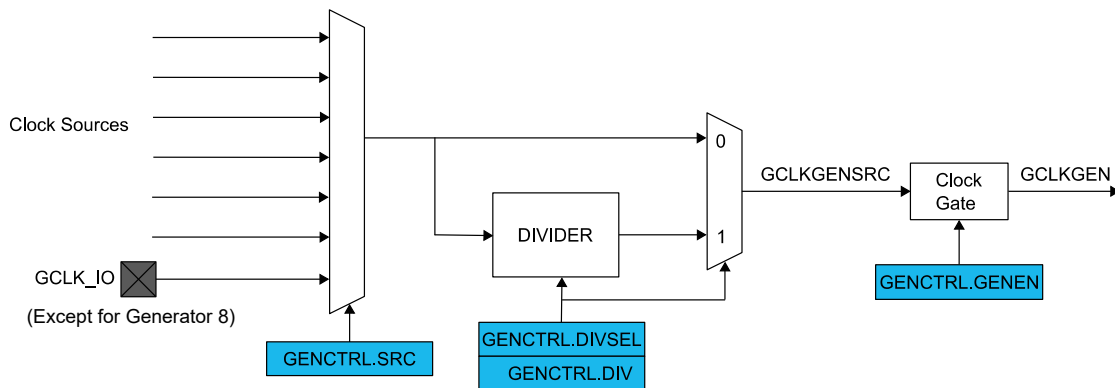 Clock Sources
GCLK_IO
(Except for Generator 8)
GENCTRL.SRC
DIVIDER
GENCTRL.DIVSEL
GENCTRL.DIV
0
1
GCLKGENSRC
Clock
Gate
GENCTRL.GENEN
GCLKGEN